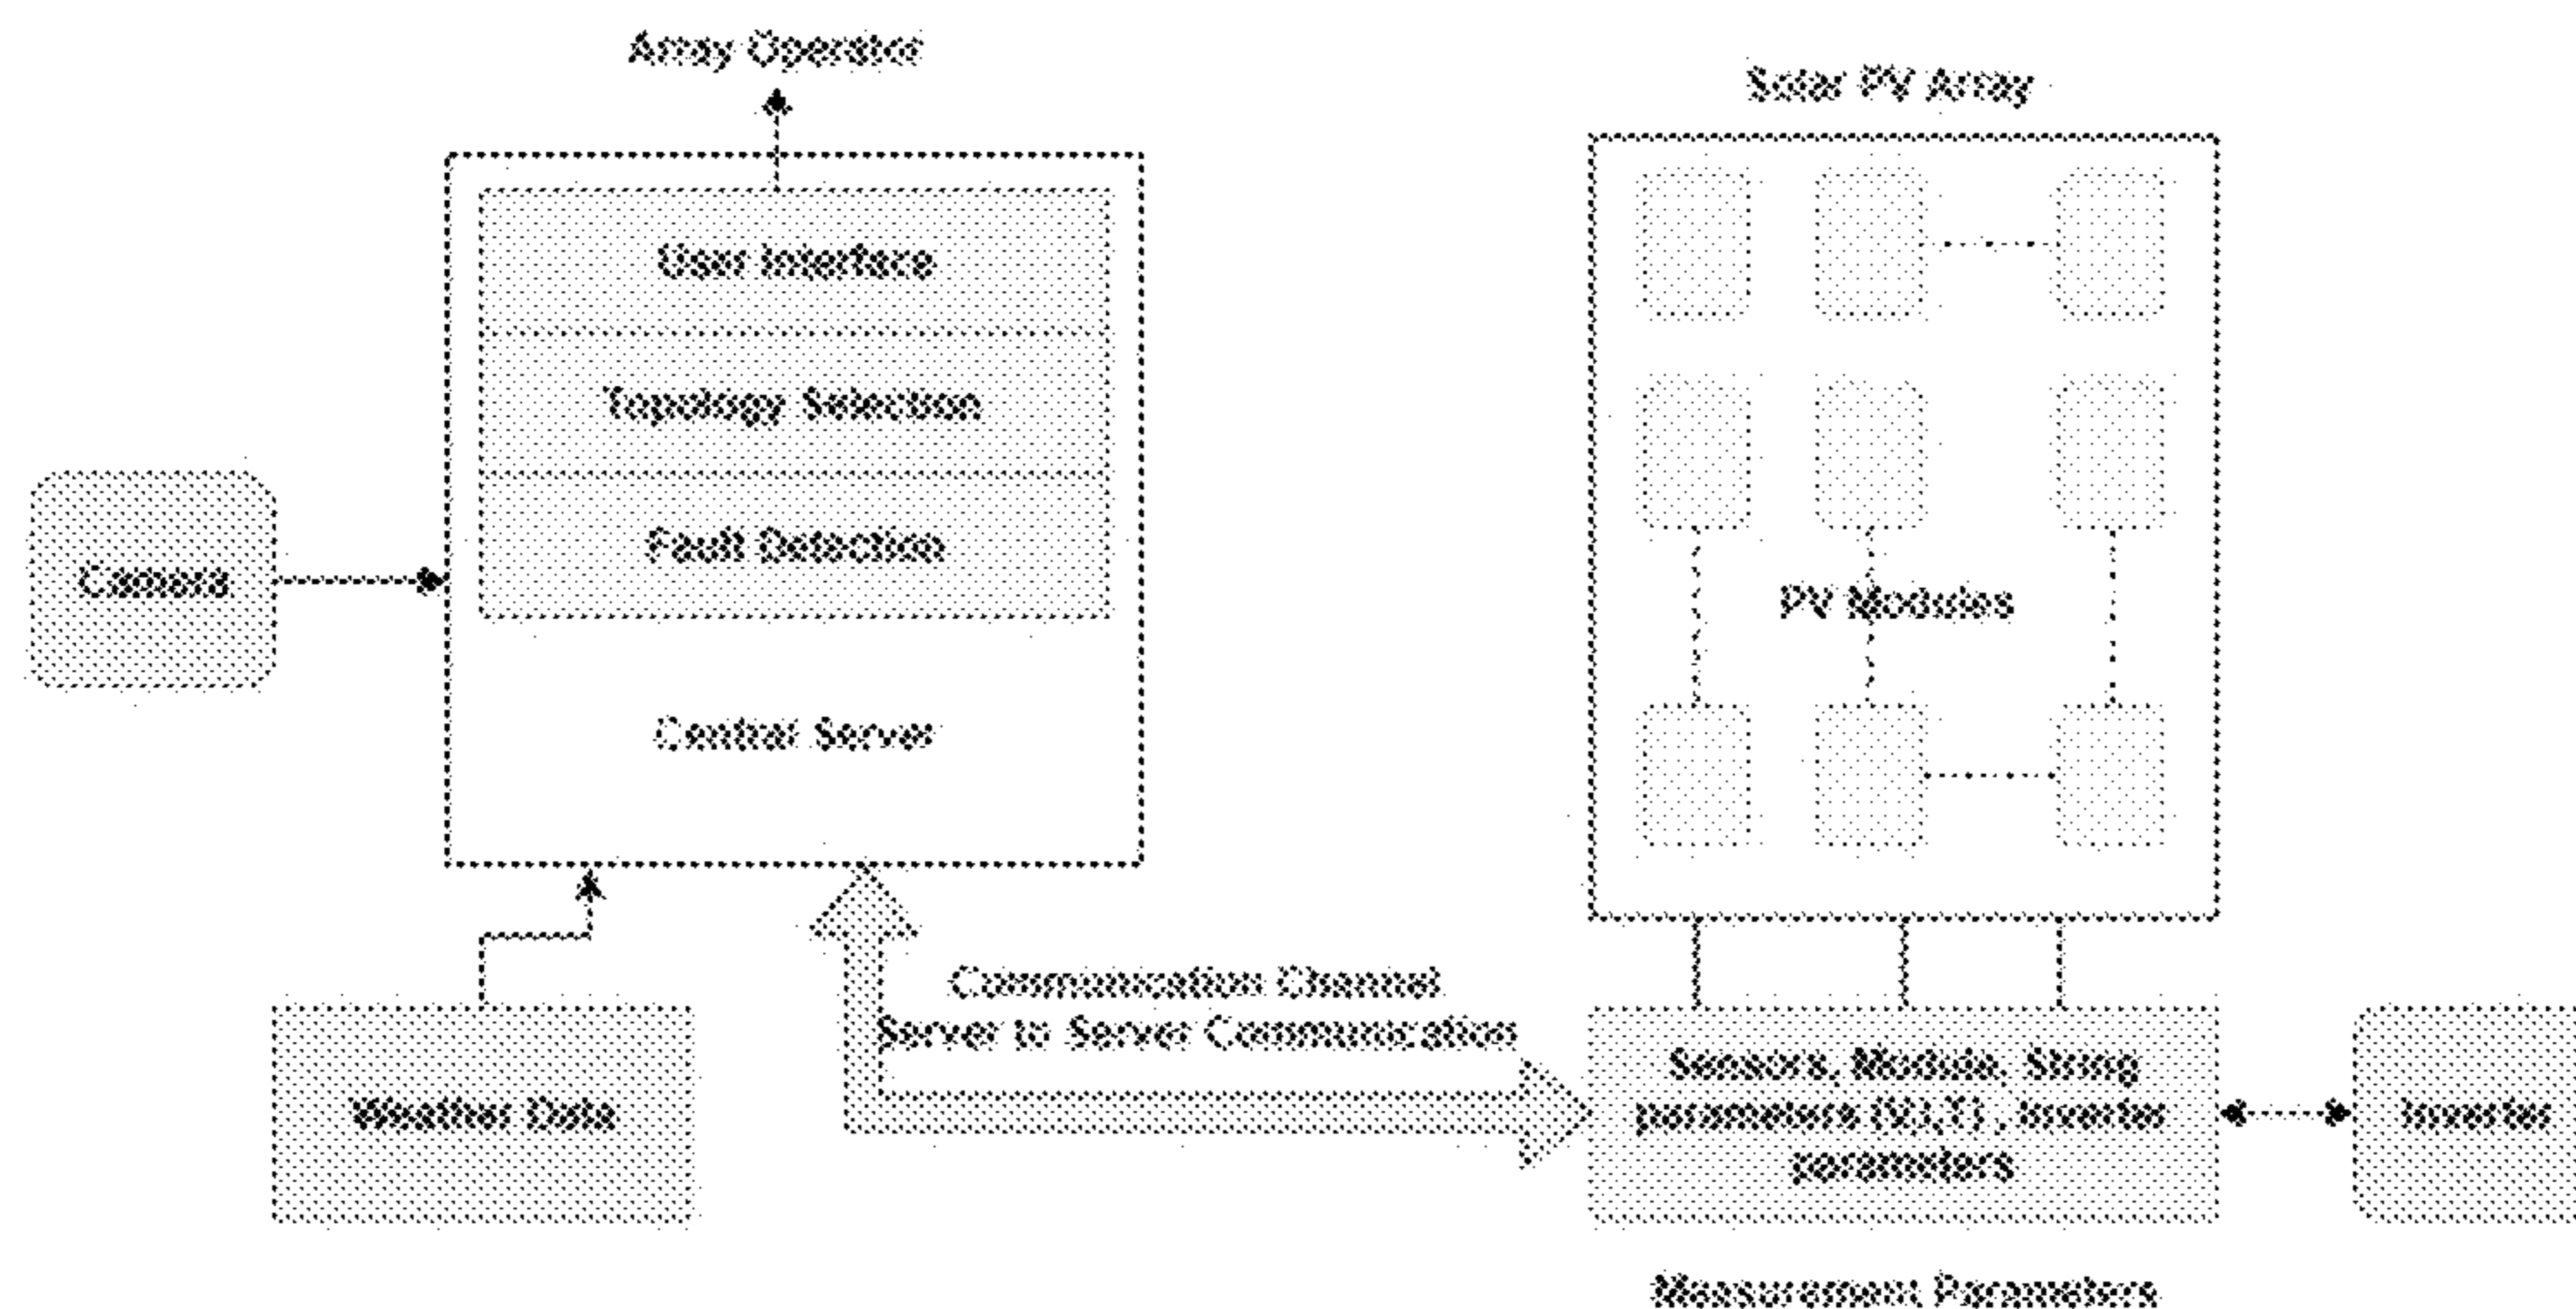 Array Operator
User Interface
Topology Selection
Fault Detection
Central Server
Camera
Weather Data
Communication Channel
Server to Server Communication
Solar PV Array
PV Modules
Sensors, Module, String
parameters (V,I,T) , Inverter
parameters
Inverter
Measurement Parameters